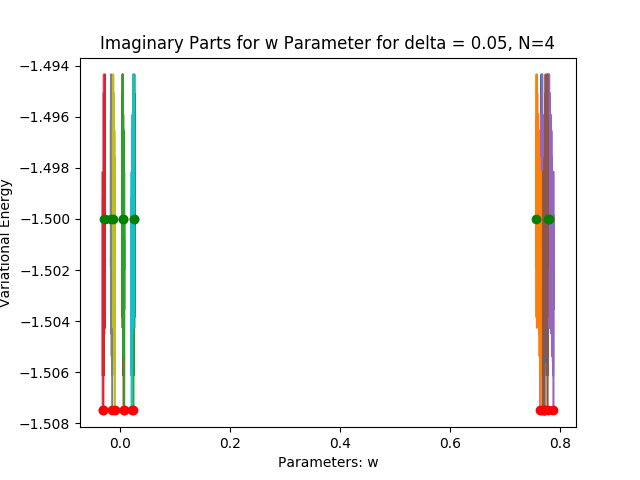 Imaginary Parts for w Parameter for delta = 0.05, N=4
Variational Energy
−1.494
−1.496
−1.498
−1.500
−1.502
−1.504
−1.506
−1.508
0.0 0.2 0.4 0.6 0.8
Parameters: w